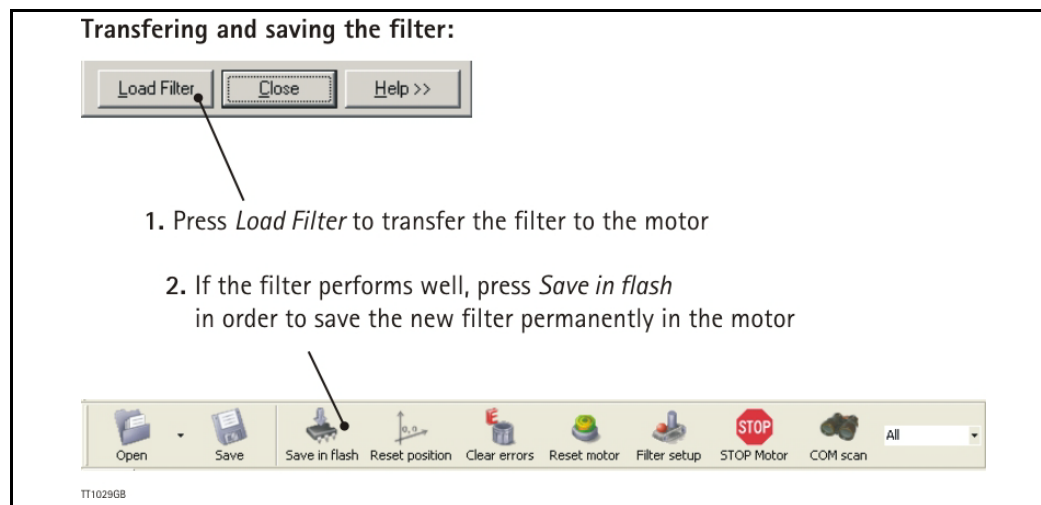 Transfering and saving the filter:
Load Filter Close Help >>
1. Press Load Filter to transfer the filter to the motor
2. If the filter performs well, press Save in flash
in order to save the new filter permanently in the motor
E
0,0
STOP
All
Open Save Save in flash Reset position Clear errors Reset motor Filter setup STOP Motor COM scan
TT1029GB